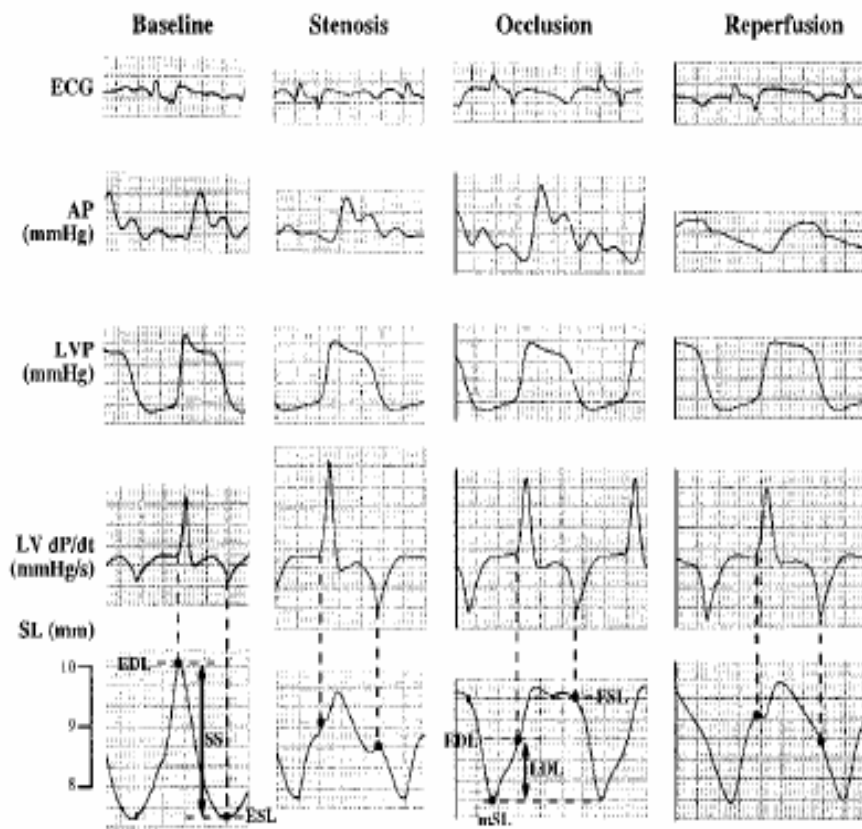 Baseline Stenosis Occlusion Reperfusion
ECG
AP
(mmHg)
LVP
(mmHg)
LV dP/dt
(mmHg/s)
SL (mm)
10
9
8
EDL
SS
ESL
ESL
EDL
mSL